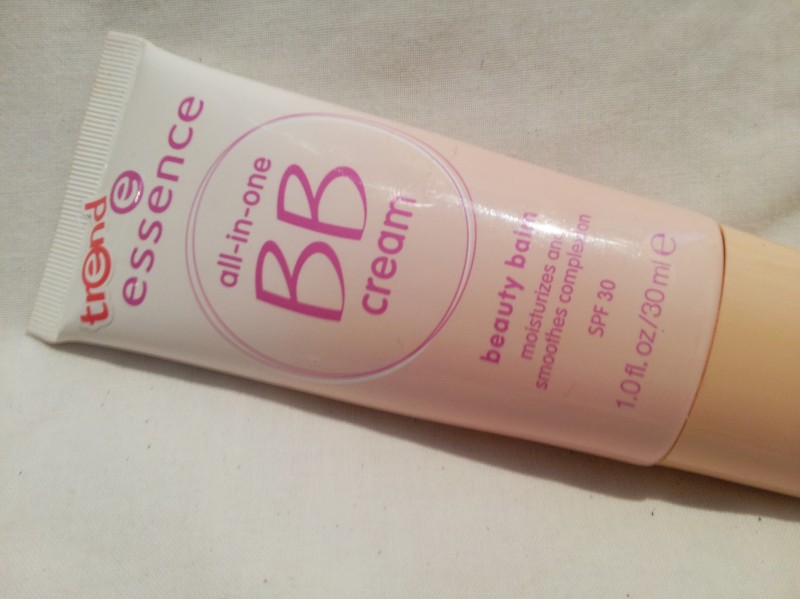 trend
essence
all-in-one
BB
cream
beauty balm
moisturizes and
smoothes complexion
SPF 30
1.0 fl. oz/30 ml e